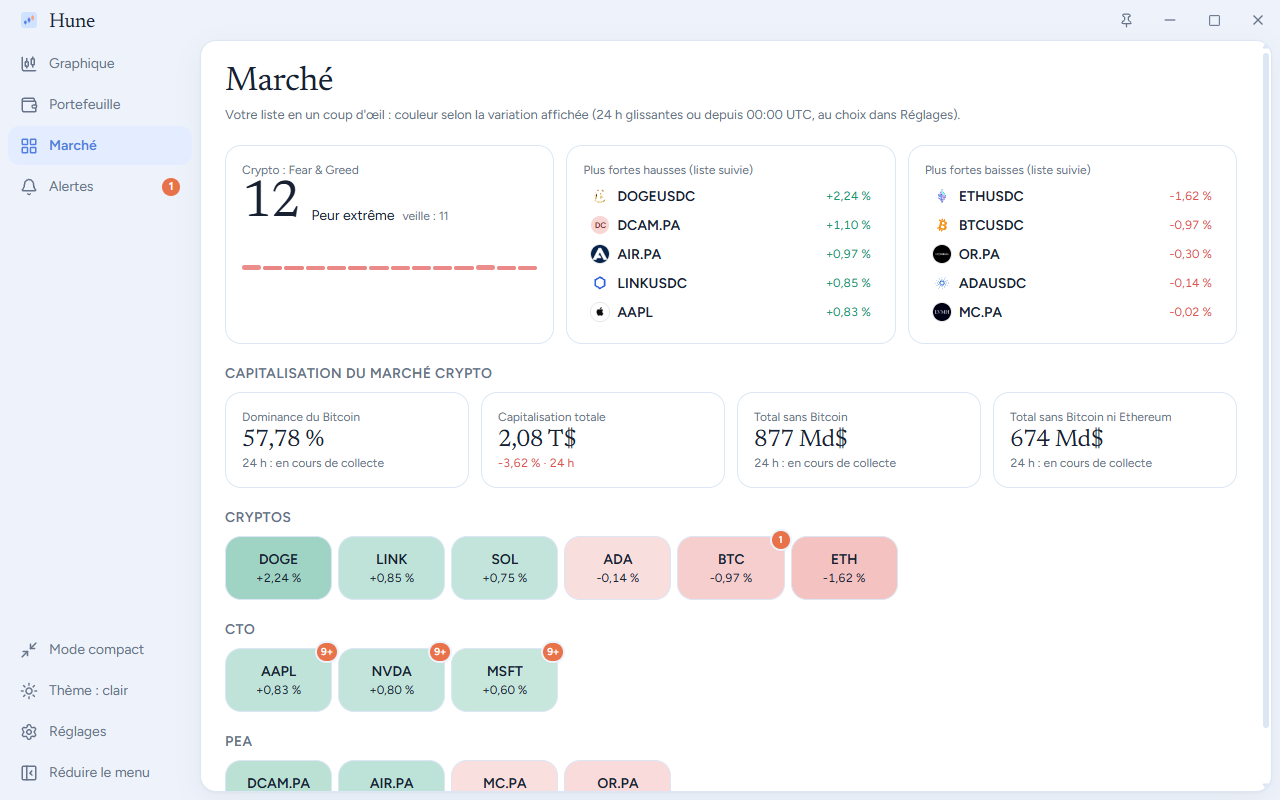 Hune
Graphique
Portefeuille
Marché
Alertes 1
Mode compact
Thème : clair
Réglages
Réduire le menu
Marché
Votre liste en un coup d'œil : couleur selon la variation affichée (24 h glissantes ou depuis 00:00 UTC, au choix dans Réglages).
Crypto : Fear & Greed
12 Peur extrême veille : 11
Plus fortes hausses (liste suivie)
DOGEUSDC +2,24 %
DC DCAM.PA +1,10 %
AIR.PA +0,97 %
LINKUSDC +0,85 %
AAPL +0,83 %
Plus fortes baisses (liste suivie)
ETHUSDC -1,62 %
BTCUSDC -0,97 %
OR.PA -0,30 %
ADAUSDC -0,14 %
LVMH MC.PA -0,02 %
CAPITALISATION DU MARCHÉ CRYPTO
Dominance du Bitcoin
57,78 %
24 h : en cours de collecte
Capitalisation totale
2,08 T$
-3,62 % · 24 h
Total sans Bitcoin
877 Md$
24 h : en cours de collecte
Total sans Bitcoin ni Ethereum
674 Md$
24 h : en cours de collecte
CRYPTOS
DOGE
+2,24 %
LINK
+0,85 %
SOL
+0,75 %
ADA
-0,14 %
1
BTC
-0,97 %
ETH
-1,62 %
CTO
9+
AAPL
+0,83 %
9+
NVDA
+0,80 %
9+
MSFT
+0,60 %
PEA
DCAM.PA
AIR.PA
MC.PA
OR.PA